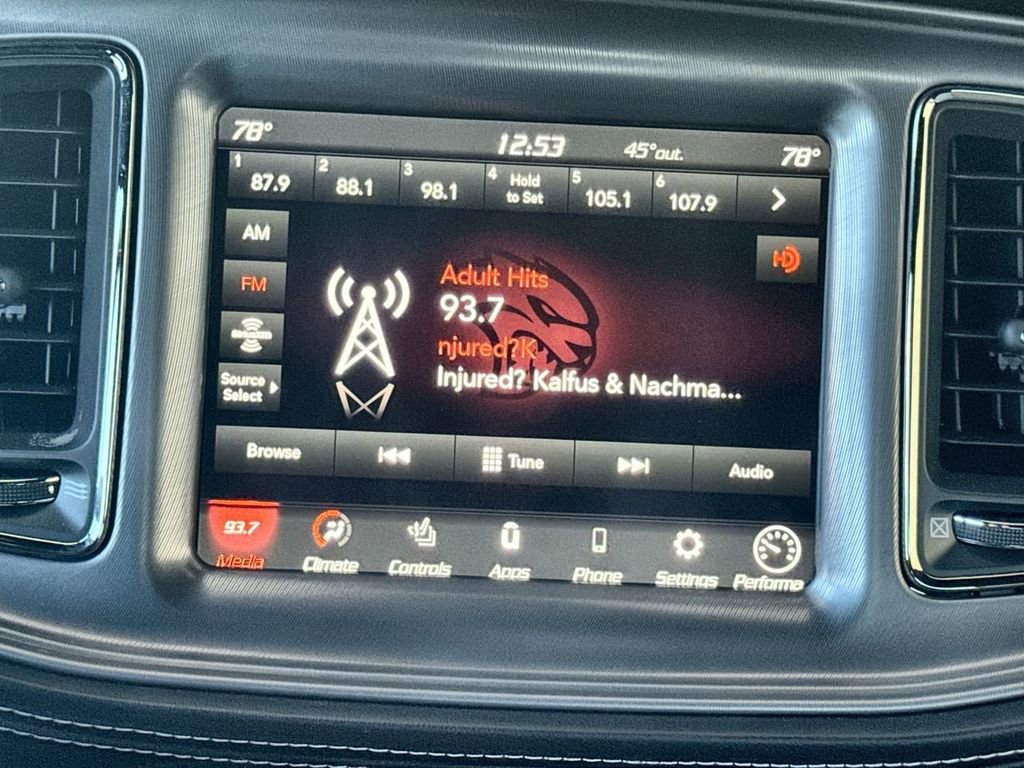 78° 12:53 45°out. 78°
1 87.9 2 88.1 3 98.1 4 Hold to Set 5 105.1 6 107.9
AM
FM
SiriusXM
Source
Select
HD
Adult Hits
93.7
njured?K
Injured? Kalfus & Nachma...
Browse Tune Audio
93.7
Media Climate Controls Apps Phone Settings Performa